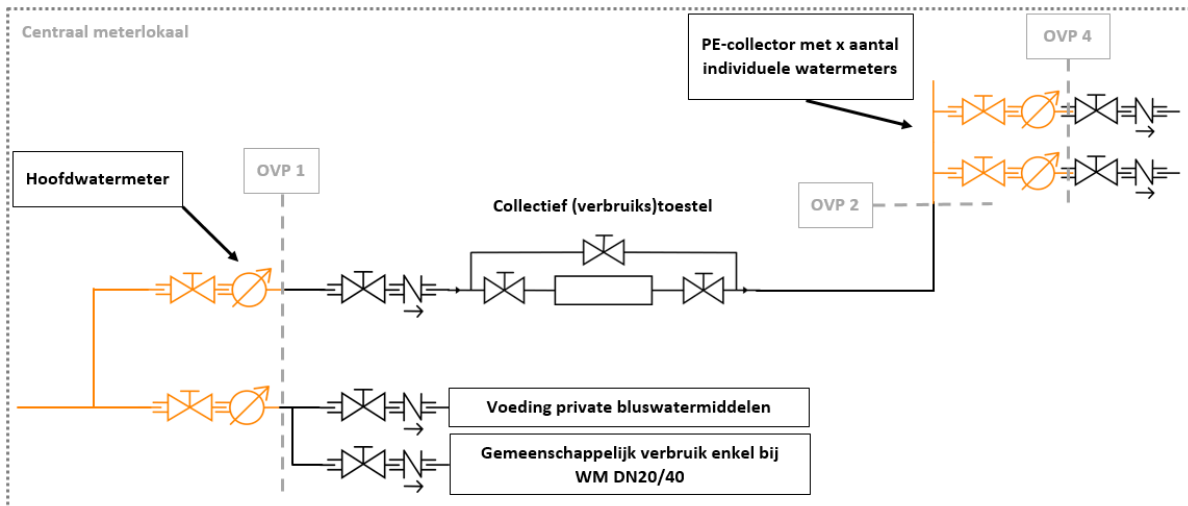 Centraal meterlokaal
PE-collector met x aantal
individuele watermeters
OVP 4
Hoofdwatermeter
OVP 1
Collectief (verbruiks)toestel
OVP 2
Voeding private bluswatermiddelen
Gemeenschappelijk verbruik enkel bij
WM DN20/40